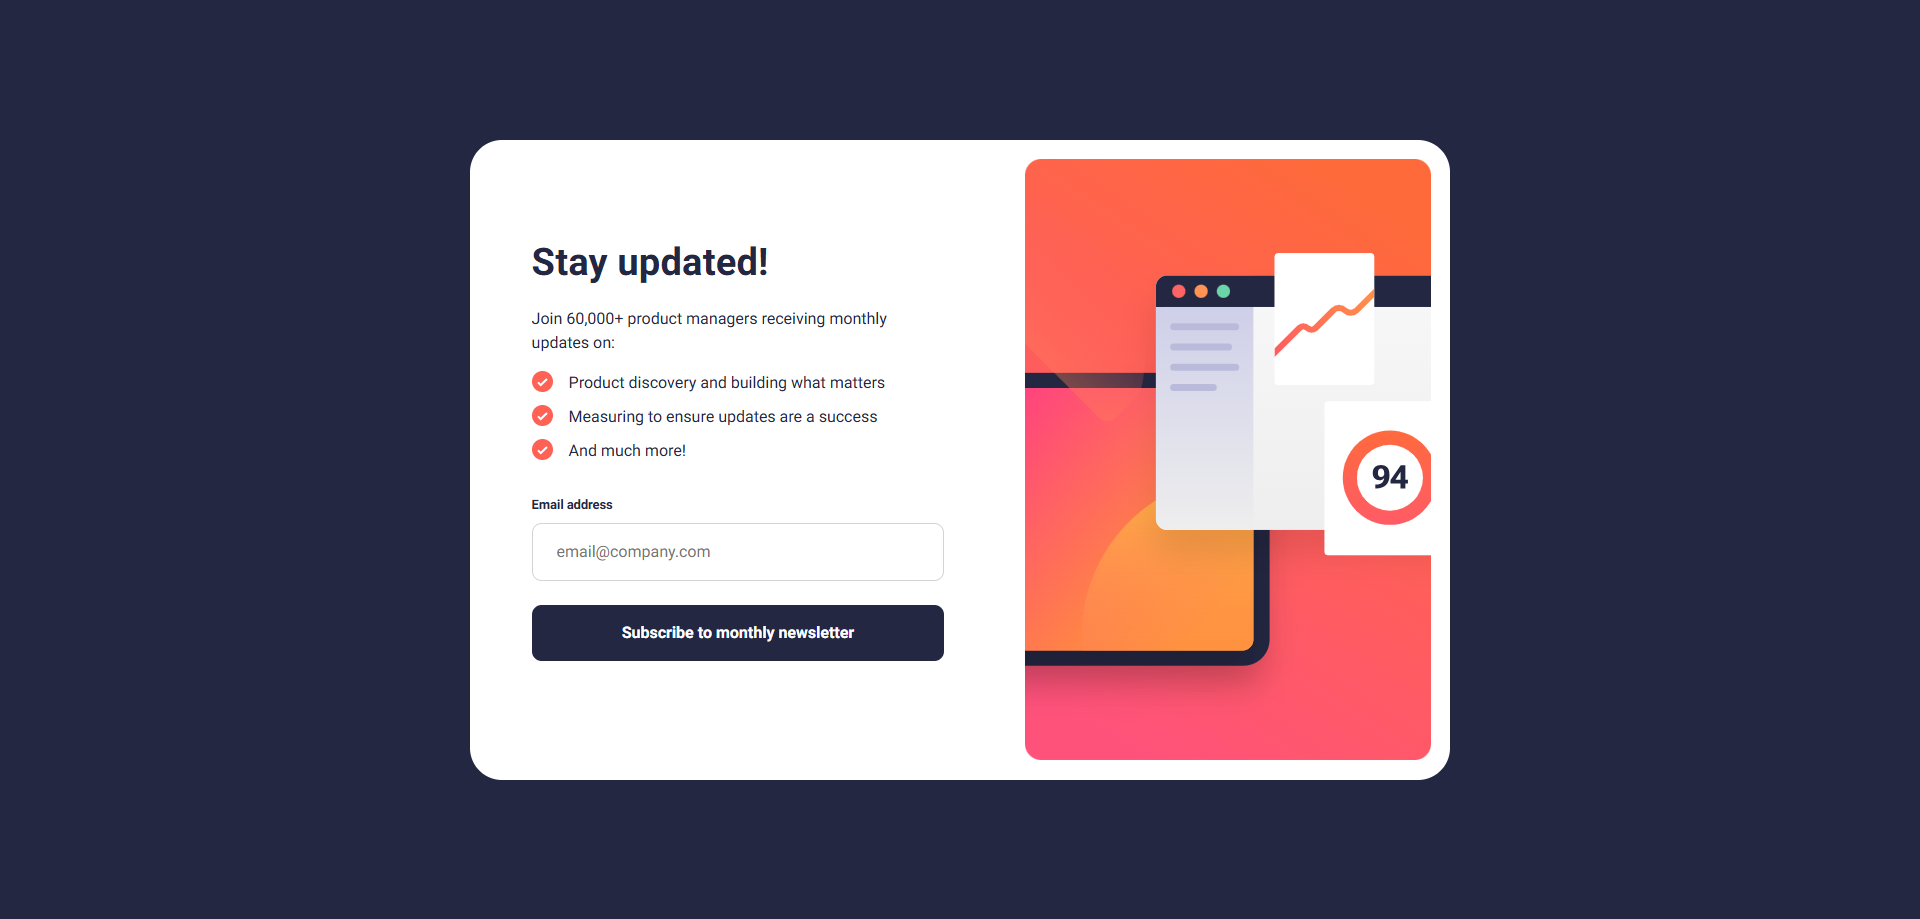 Stay updated!
Join 60,000+ product managers receiving monthly
updates on:
Product discovery and building what matters
Measuring to ensure updates are a success
And much more!
Email address
email@company.com
Subscribe to monthly newsletter
94